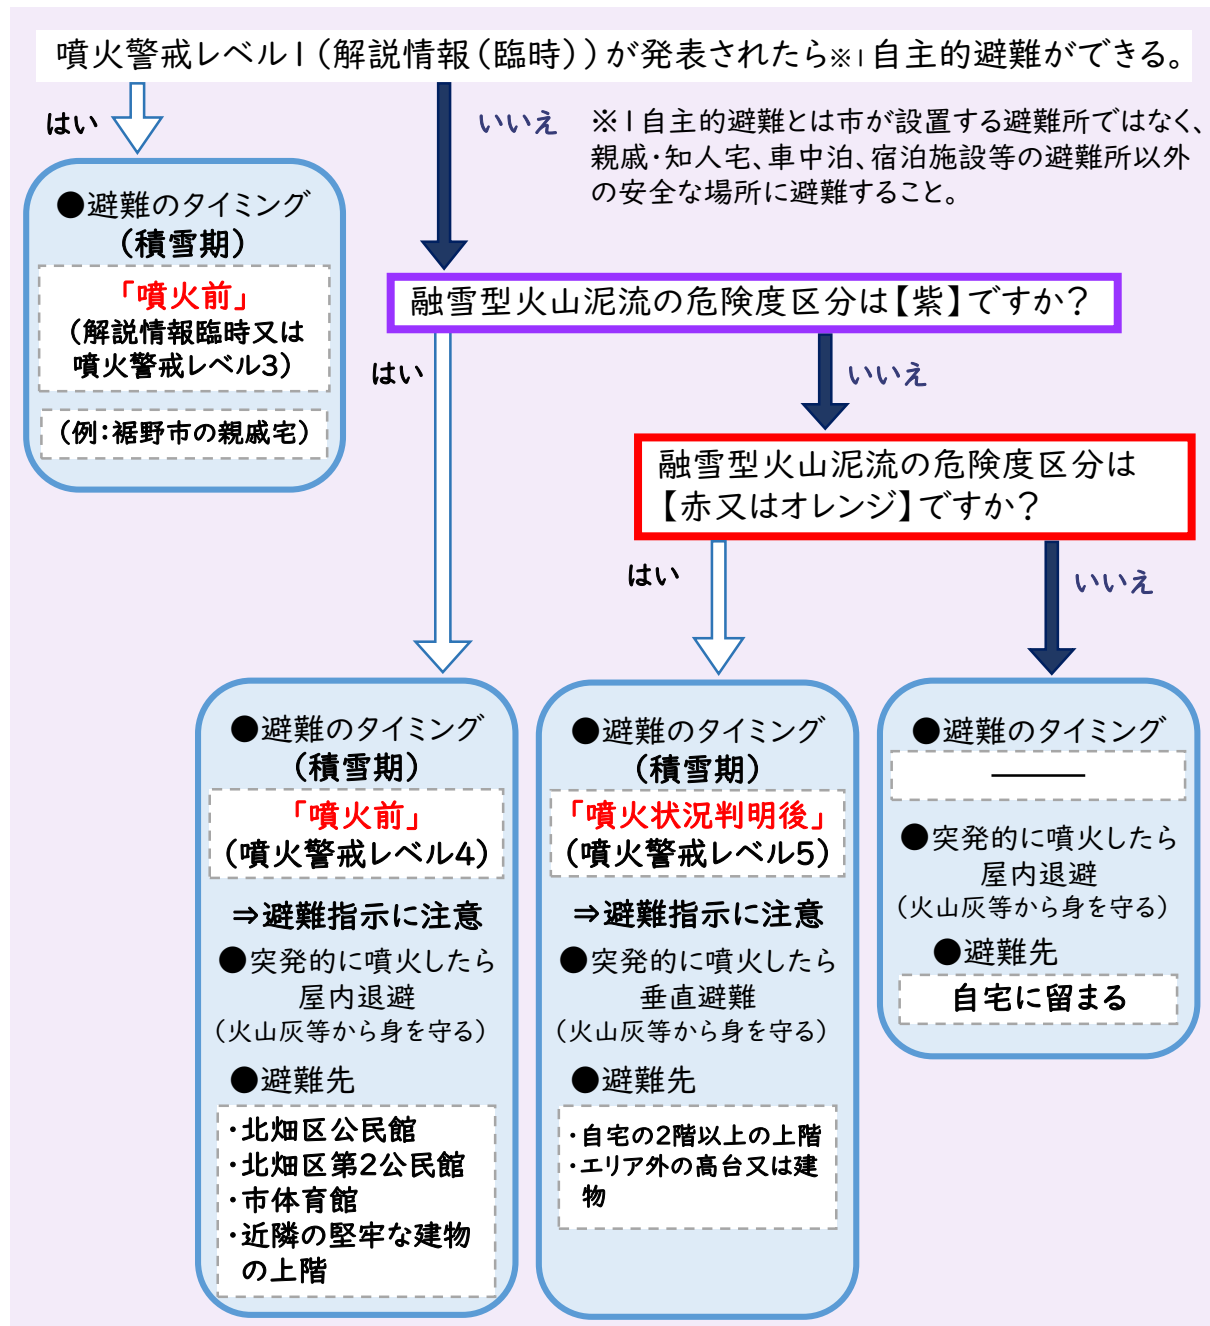 噴火警戒レベル1（解説情報（臨時））が発表されたら※1自主的避難ができる。
はい
いいえ
※1自主的避難とは市が設置する避難所ではなく、
親戚・知人宅、車中泊、宿泊施設等の避難所以外
の安全な場所に避難すること。
●避難のタイミング
（積雪期）
「噴火前」
（解説情報臨時又は
噴火警戒レベル3）
（例：裾野市の親戚宅）
融雪型火山泥流の危険度区分は【紫】ですか？
はい
いいえ
融雪型火山泥流の危険度区分は
【赤又はオレンジ】ですか？
はい
いいえ
●避難のタイミング
（積雪期）
「噴火前」
（噴火警戒レベル4）
⇒避難指示に注意
●突発的に噴火したら
屋内退避
（火山灰等から身を守る）
●避難先
・北畑区公民館
・北畑区第2公民館
・市体育館
・近隣の堅牢な建物
の上階
●避難のタイミング
（積雪期）
「噴火状況判明後」
（噴火警戒レベル5）
⇒避難指示に注意
●突発的に噴火したら
垂直避難
（火山灰等から身を守る）
●避難先
・自宅の2階以上の上階
・エリア外の高台又は建
物
●避難のタイミング
―――
●突発的に噴火したら
屋内退避
（火山灰等から身を守る）
●避難先
自宅に留まる